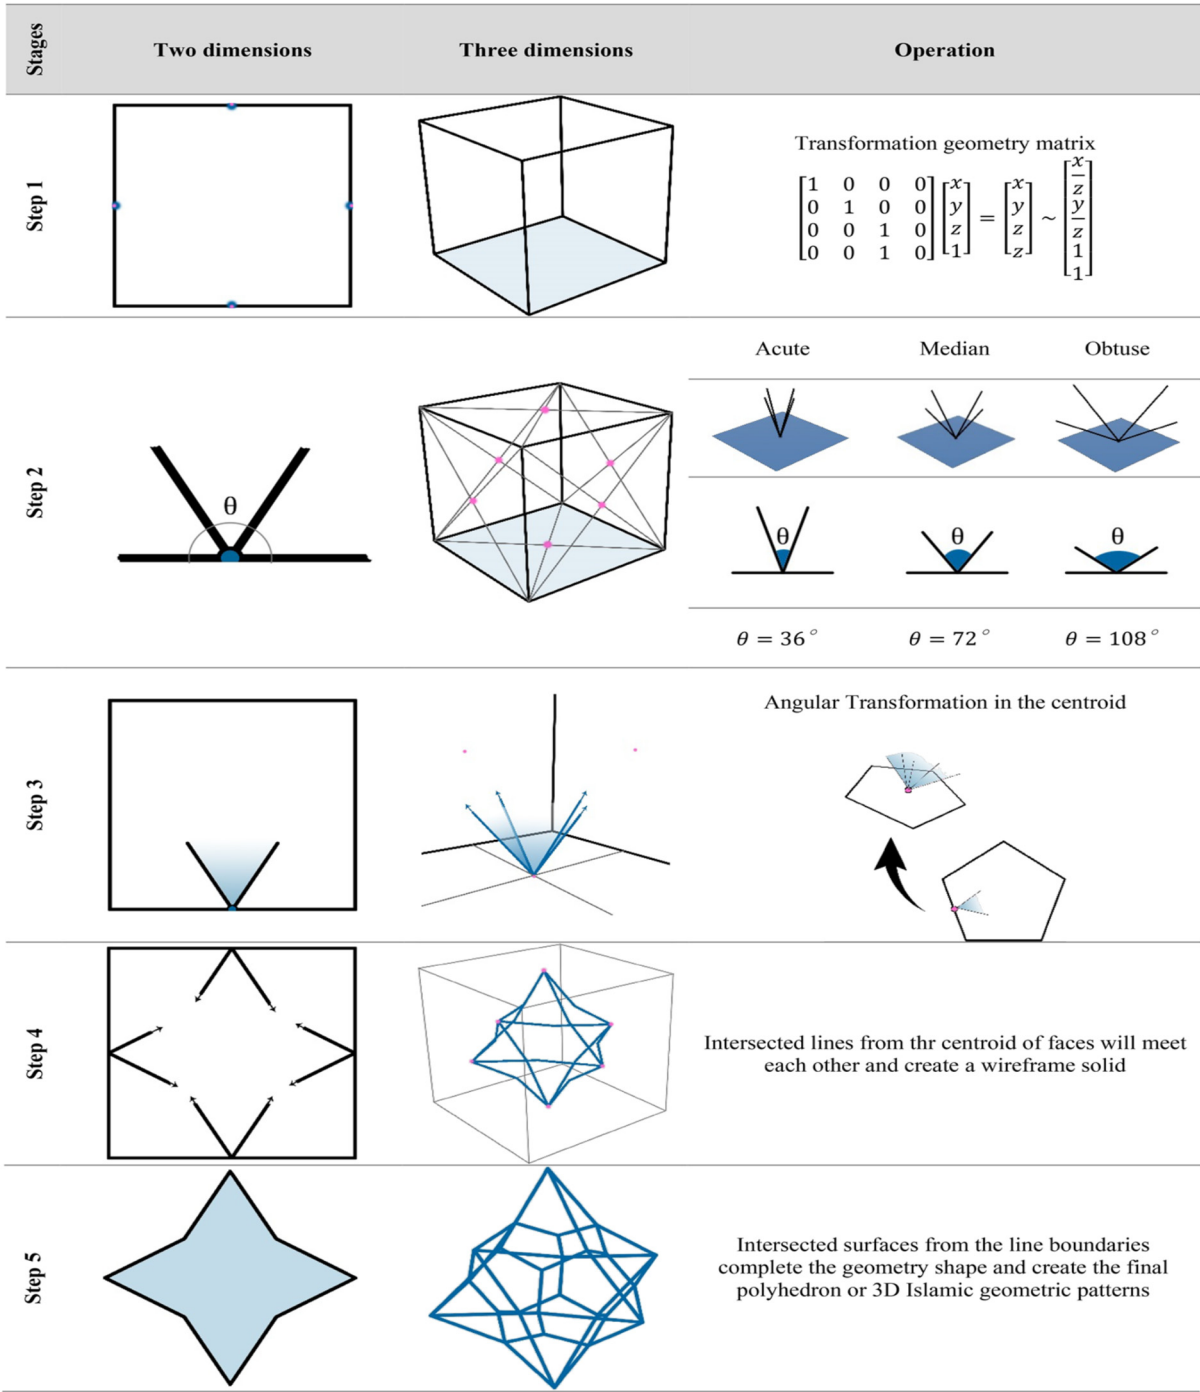 Stages
Two dimensions
Three dimensions
Operation
Step 1
Transformation geometry matrix
[1 0 0 0] [x] [x] [x/z]
[0 1 0 0] [y] = [y] ~ [y/z]
[0 0 1 0] [z] [z] [1]
[0 0 1 0] [1] [z] [1]
Step 2
θ
Acute
Median
Obtuse
θ
θ
θ
θ = 36°
θ = 72°
θ = 108°
Step 3
Angular Transformation in the centroid
Step 4
Intersected lines from thr centroid of faces will meet
each other and create a wireframe solid
Step 5
Intersected surfaces from the line boundaries
complete the geometry shape and create the final
polyhedron or 3D Islamic geometric patterns